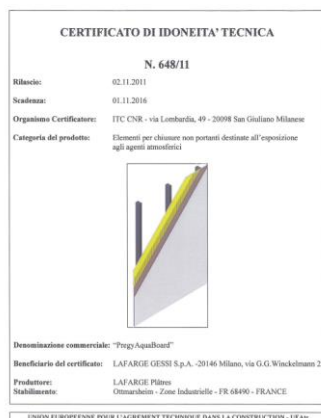 CERTIFICATO DI IDONEITA' TECNICA
N. 648/11
Rilascio: 02.11.2011
Scadenza: 01.11.2016
Organismo Certificatore: ITC CNR - via Lombardia, 49 - 20098 San Giuliano Milanese
Categoria del prodotto: Elementi per chiusure non portanti destinate all'esposizione
agli agenti atmosferici
Denominazione commerciale: "PregyAquaBoard"
Beneficiario del certificato: LAFARGE GESSI S.p.A. -20146 Milano, via G.G.Winckelmann 2
Produttore: LAFARGE Plâtres
Stabilimento: Ottmarsheim - Zone Industrielle - FR 68490 - FRANCE
UNION EUROPEENNE POUR L'AGREMENT TECHNIQUE DANS LA CONSTRUCTION - UEAtc